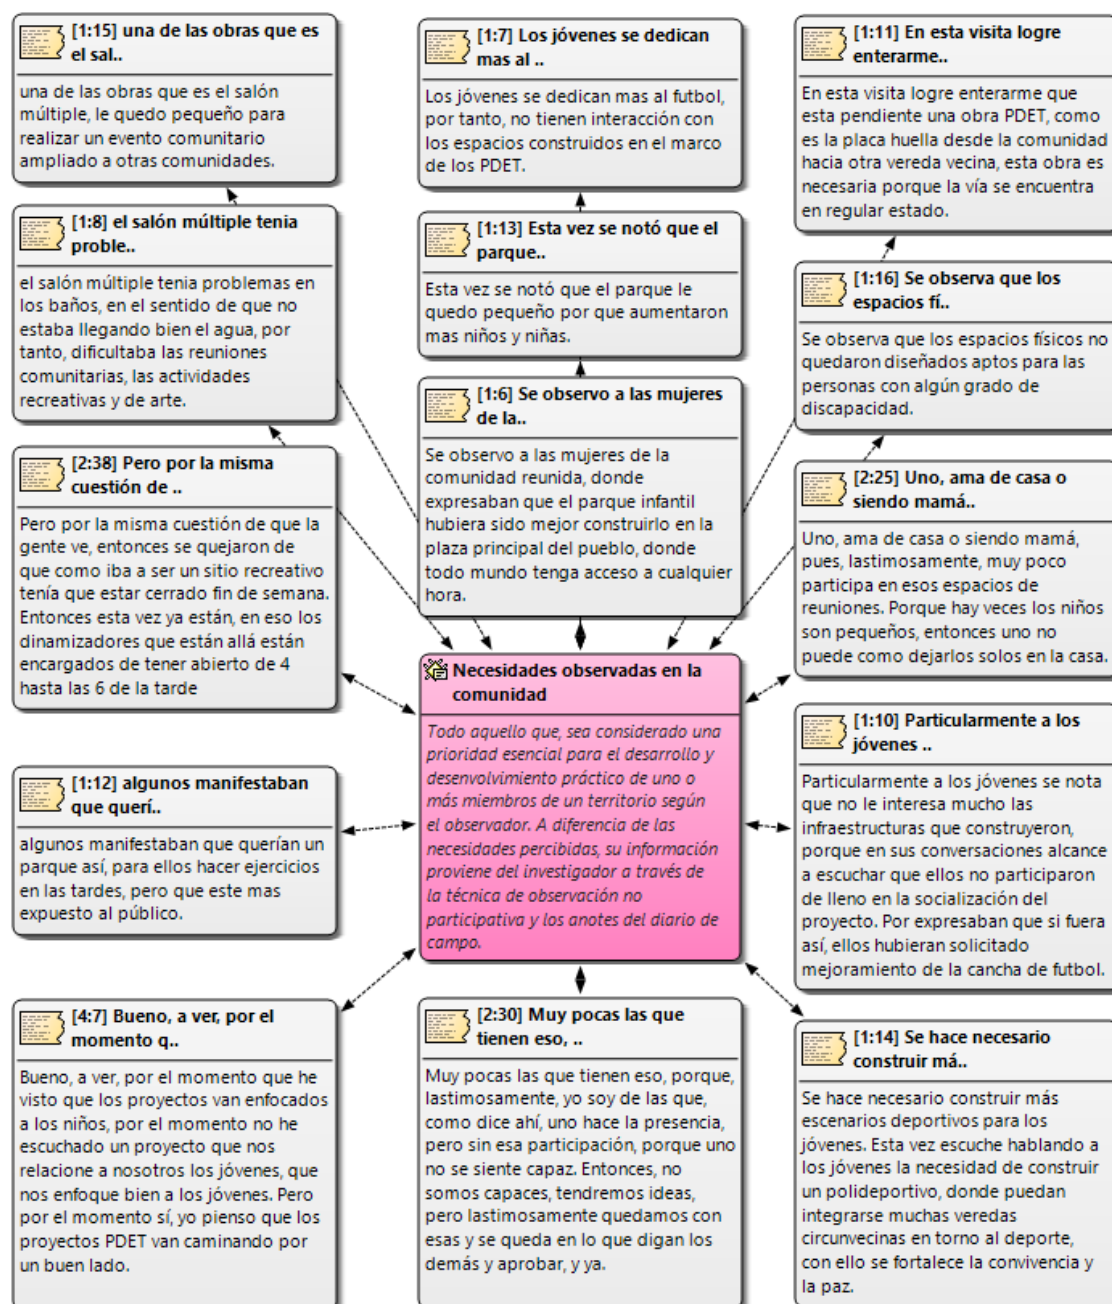 [1:15] una de las obras que es
el sal..
una de las obras que es el salón
múltiple, le quedo pequeño para
realizar un evento comunitario
ampliado a otras comunidades.
[1:8] el salón múltiple tenia
proble..
el salón múltiple tenia problemas en
los baños, en el sentido de que no
estaba llegando bien el agua, por
tanto, dificultaba las reuniones
comunitarias, las actividades
recreativas y de arte.
[2:38] Pero por la misma
cuestión de ..
Pero por la misma cuestión de que la
gente ve, entonces se quejaron de
que como iba a ser un sitio recreativo
tenía que estar cerrado fin de semana.
Entonces esta vez ya están, en eso los
dinamizadores que están allá están
encargados de tener abierto de 4
hasta las 6 de la tarde
[1:12] algunos manifestaban
que querí..
algunos manifestaban que querían un
parque así, para ellos hacer ejercicios
en las tardes, pero que este mas
expuesto al público.
[4:7] Bueno, a ver, por el
momento q..
Bueno, a ver, por el momento que he
visto que los proyectos van enfocados
a los niños, por el momento no he
escuchado un proyecto que nos
relacione a nosotros los jóvenes, que
nos enfoque bien a los jóvenes. Pero
por el momento sí, yo pienso que los
proyectos PDET van caminando por
un buen lado.
[1:7] Los jóvenes se dedican
mas al ..
Los jóvenes se dedican mas al futbol,
por tanto, no tienen interacción con
los espacios construidos en el marco
de los PDET.
[1:13] Esta vez se notó que el
parque..
Esta vez se notó que el parque le
quedo pequeño por que aumentaron
mas niños y niñas.
[1:6] Se observo a las mujeres
de la..
Se observo a las mujeres de la
comunidad reunida, donde
expresaban que el parque infantil
hubiera sido mejor construirlo en la
plaza principal del pueblo, donde
todo mundo tenga acceso a cualquier
hora.
Necesidades observadas en la
comunidad
Todo aquello que, sea considerado una
prioridad esencial para el desarrollo y
desenvolvimiento práctico de uno o
más miembros de un territorio según
el observador. A diferencia de las
necesidades percibidas, su información
proviene del investigador a través de
la técnica de observación no
participativa y los anotes del diario de
campo.
[2:30] Muy pocas las que
tienen eso, ..
Muy pocas las que tienen eso, porque,
lastimosamente, yo soy de las que,
como dice ahí, uno hace la presencia,
pero sin esa participación, porque uno
no se siente capaz. Entonces, no
somos capaces, tendremos ideas,
pero lastimosamente quedamos con
esas y se queda en lo que digan los
demás y aprobar, y ya.
[1:11] En esta visita logre
enterarme..
En esta visita logre enterarme que
esta pendiente una obra PDET, como
es la placa huella desde la comunidad
hacia otra vereda vecina, esta obra es
necesaria porque la vía se encuentra
en regular estado.
[1:16] Se observa que los
espacios fí..
Se observa que los espacios físicos no
quedaron diseñados aptos para las
personas con algún grado de
discapacidad.
[2:25] Uno, ama de casa o
siendo mamá..
Uno, ama de casa o siendo mamá,
pues, lastimosamente, muy poco
participa en esos espacios de
reuniones. Porque hay veces los niños
son pequeños, entonces uno no
puede como dejarlos solos en la casa.
[1:10] Particularmente a los
jóvenes ..
Particularmente a los jóvenes se nota
que no le interesa mucho las
infraestructuras que construyeron,
porque en sus conversaciones alcance
a escuchar que ellos no participaron
de lleno en la socialización del
proyecto. Por expresaban que si fuera
así, ellos hubieran solicitado
mejoramiento de la cancha de futbol.
[1:14] Se hace necesario
construir má..
Se hace necesario construir más
escenarios deportivos para los
jóvenes. Esta vez escuche hablando a
los jóvenes la necesidad de construir
un polideportivo, donde puedan
integrarse muchas veredas
circunvecinas en torno al deporte,
con ello se fortalece la convivencia y
la paz.